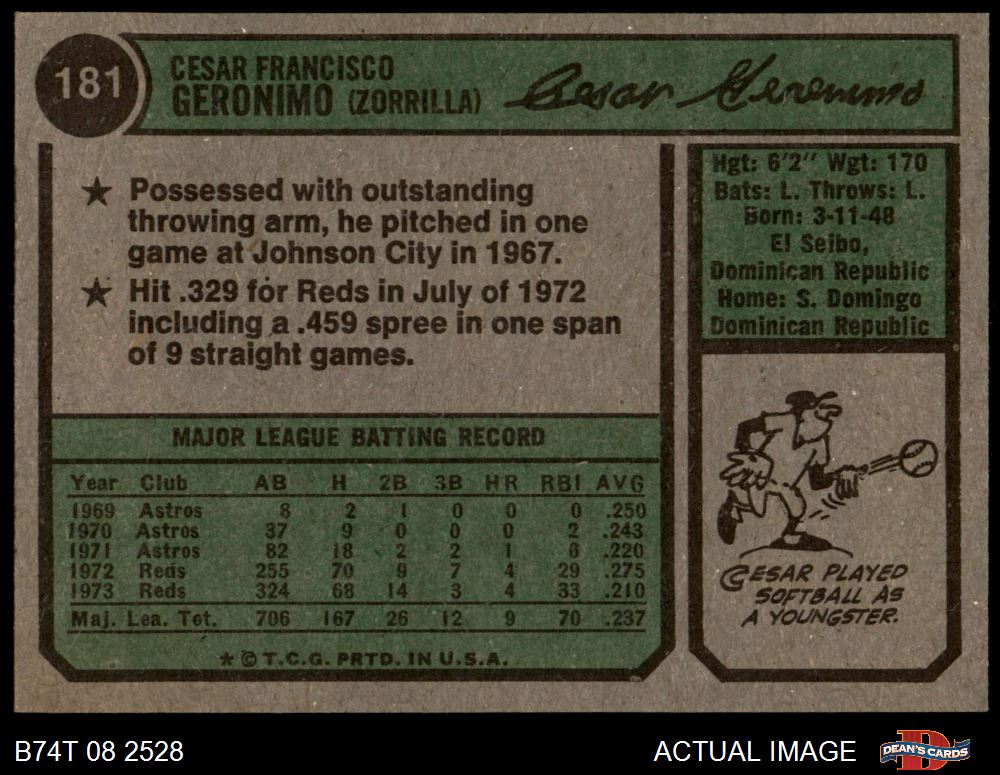 181
CESAR FRANCISCO
GERONIMO (ZORRILLA)
Cesar Geronimo
★ Possessed with outstanding
throwing arm, he pitched in one
game at Johnson City in 1967.
★ Hit .329 for Reds in July of 1972
including a .459 spree in one span
of 9 straight games.
Hgt: 6'2" Wgt: 170
Bats: L. Throws: L.
Born: 3-11-48
El Seibo,
Dominican Republic
Home: S. Domingo
Dominican Republic
MAJOR LEAGUE BATTING RECORD
Year Club AB H 2B 3B HR RBI AVG
1969 Astros 8 2 1 0 0 0 .250
1970 Astros 37 9 0 0 0 2 .243
1971 Astros 82 18 2 2 1 6 .220
1972 Reds 255 70 9 7 4 29 .275
1973 Reds 324 68 14 3 4 33 .210
Maj. Lea. Tot. 706 167 26 12 9 70 .237
* © T.C.G. PRTD. IN U.S.A.
CESAR PLAYED
SOFTBALL AS
A YOUNGSTER.
B74T 08 2528
ACTUAL IMAGE
DEAN'S CARDS